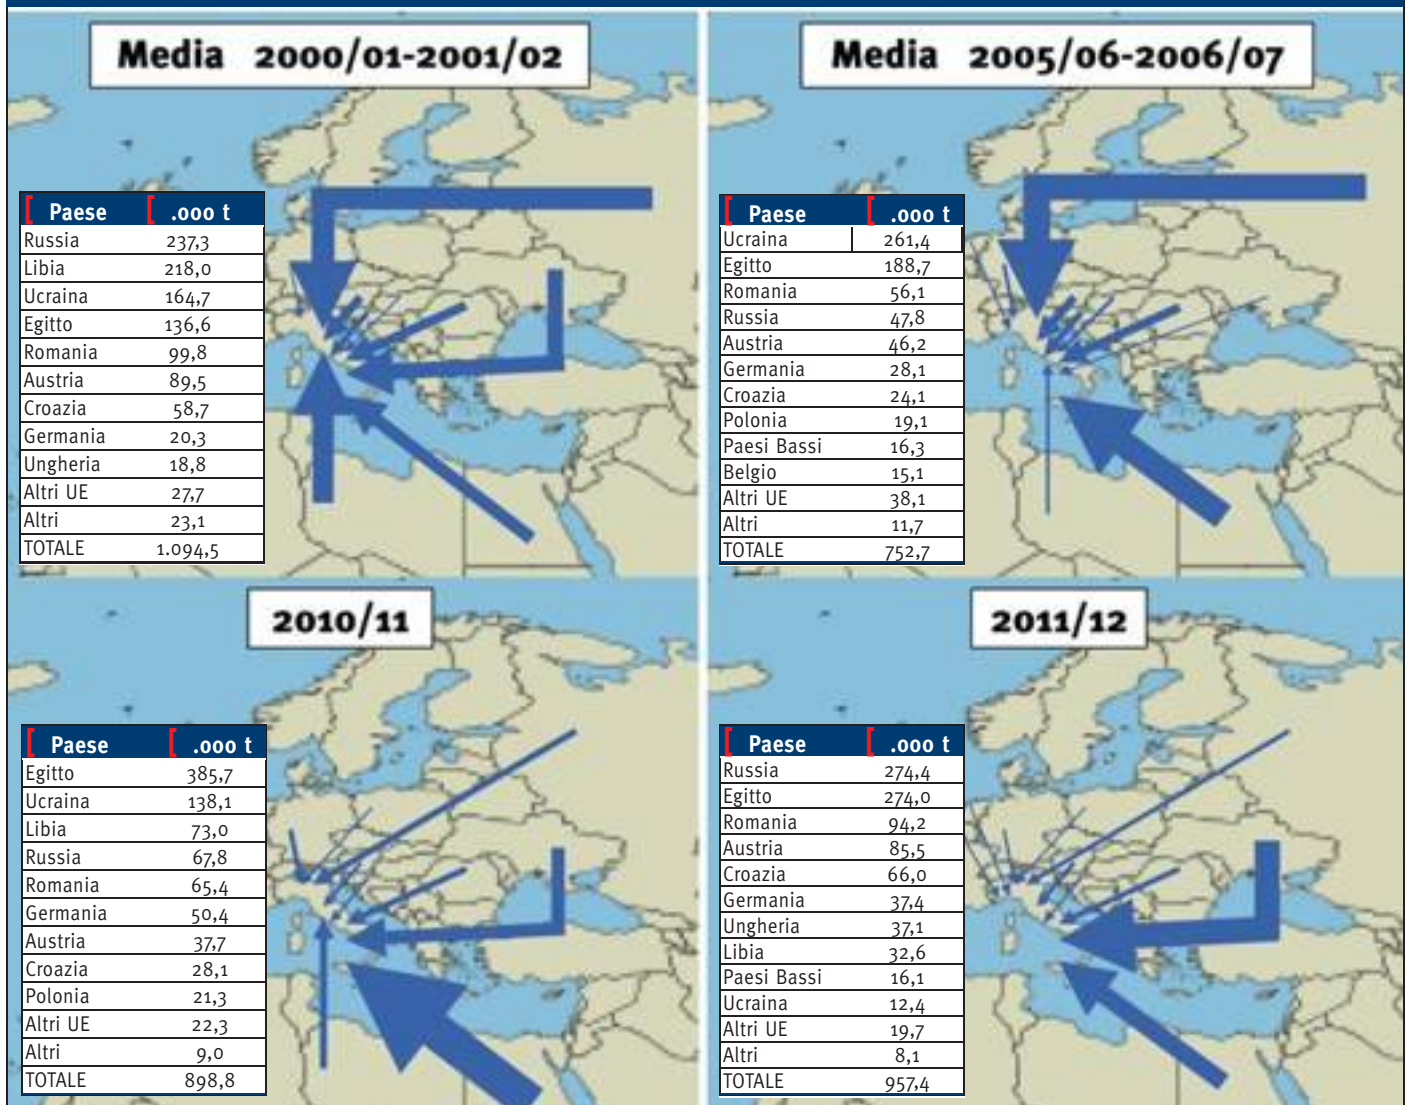 Media 2000/01-2001/02
Paese .000 t
Russia 237,3
Libia 218,0
Ucraina 164,7
Egitto 136,6
Romania 99,8
Austria 89,5
Croazia 58,7
Germania 20,3
Ungheria 18,8
Altri UE 27,7
Altri 23,1
TOTALE 1.094,5
Media 2005/06-2006/07
Paese .000 t
Ucraina 261,4
Egitto 188,7
Romania 56,1
Russia 47,8
Austria 46,2
Germania 28,1
Croazia 24,1
Polonia 19,1
Paesi Bassi 16,3
Belgio 15,1
Altri UE 38,1
Altri 11,7
TOTALE 752,7
2010/11
Paese .000 t
Egitto 385,7
Ucraina 138,1
Libia 73,0
Russia 67,8
Romania 65,4
Germania 50,4
Austria 37,7
Croazia 28,1
Polonia 21,3
Altri UE 22,3
Altri 9,0
TOTALE 898,8
2011/12
Paese .000 t
Russia 274,4
Egitto 274,0
Romania 94,2
Austria 85,5
Croazia 66,0
Germania 37,4
Ungheria 37,1
Libia 32,6
Paesi Bassi 16,1
Ucraina 12,4
Altri UE 19,7
Altri 8,1
TOTALE 957,4